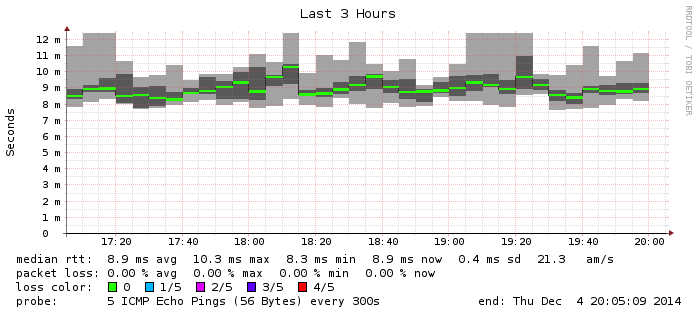 Last 3 Hours
RRDTOOL / TOBI OETIKER
Seconds
12 m
11 m
10 m
9 m
8 m
7 m
6 m
5 m
4 m
3 m
2 m
1 m
0
17:20 17:40 18:00 18:20 18:40 19:00 19:20 19:40 20:00
median rtt: 8.9 ms avg 10.3 ms max 8.3 ms min 8.9 ms now 0.4 ms sd 21.3 am/s
packet loss: 0.00 % avg 0.00 % max 0.00 % min 0.00 % now
loss color: 0 1/5 2/5 3/5 4/5
probe: 5 ICMP Echo Pings (56 Bytes) every 300s end: Thu Dec 4 20:05:09 2014